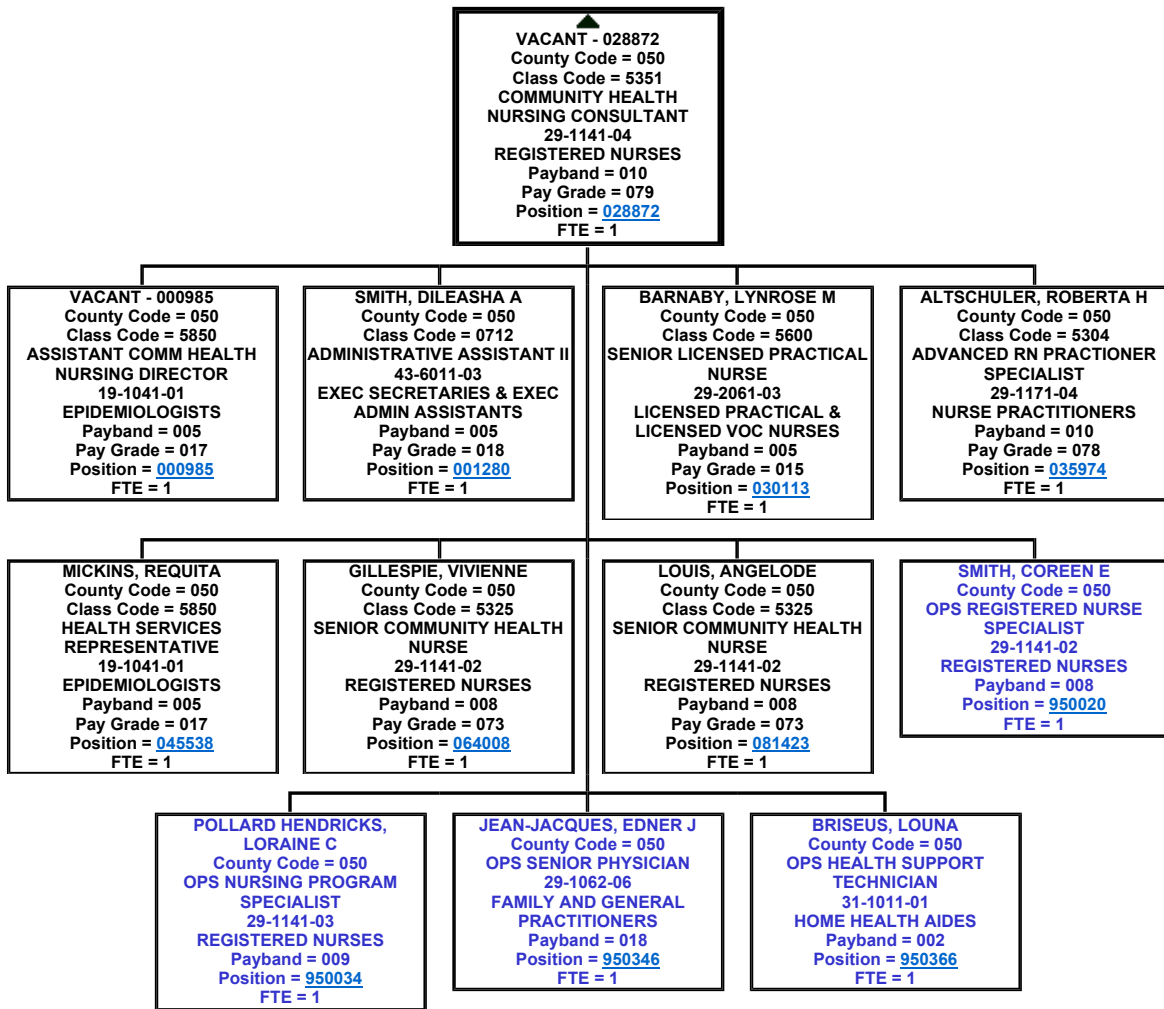 VACANT - 028872
County Code = 050
Class Code = 5351
COMMUNITY HEALTH
NURSING CONSULTANT
29-1141-04
REGISTERED NURSES
Payband = 010
Pay Grade = 079
Position = 028872
FTE = 1
VACANT - 000985
County Code = 050
Class Code = 5850
ASSISTANT COMM HEALTH
NURSING DIRECTOR
19-1041-01
EPIDEMIOLOGISTS
Payband = 005
Pay Grade = 017
Position = 000985
FTE = 1
SMITH, DILEASHA A
County Code = 050
Class Code = 0712
ADMINISTRATIVE ASSISTANT II
43-6011-03
EXEC SECRETARIES & EXEC
ADMIN ASSISTANTS
Payband = 005
Pay Grade = 018
Position = 001280
FTE = 1
BARNABY, LYNROSE M
County Code = 050
Class Code = 5600
SENIOR LICENSED PRACTICAL
NURSE
29-2061-03
LICENSED PRACTICAL &
LICENSED VOC NURSES
Payband = 005
Pay Grade = 015
Position = 030113
FTE = 1
ALTSCHULER, ROBERTA H
County Code = 050
Class Code = 5304
ADVANCED RN PRACTIONER
SPECIALIST
29-1171-04
NURSE PRACTITIONERS
Payband = 010
Pay Grade = 078
Position = 035974
FTE = 1
MICKINS, REQUITA
County Code = 050
Class Code = 5850
HEALTH SERVICES
REPRESENTATIVE
19-1041-01
EPIDEMIOLOGISTS
Payband = 005
Pay Grade = 017
Position = 045538
FTE = 1
GILLESPIE, VIVIENNE
County Code = 050
Class Code = 5325
SENIOR COMMUNITY HEALTH
NURSE
29-1141-02
REGISTERED NURSES
Payband = 008
Pay Grade = 073
Position = 064008
FTE = 1
LOUIS, ANGELODE
County Code = 050
Class Code = 5325
SENIOR COMMUNITY HEALTH
NURSE
29-1141-02
REGISTERED NURSES
Payband = 008
Pay Grade = 073
Position = 081423
FTE = 1
SMITH, COREEN E
County Code = 050
OPS REGISTERED NURSE
SPECIALIST
29-1141-02
REGISTERED NURSES
Payband = 008
Position = 950020
FTE = 1
POLLARD HENDRICKS,
LORAINE C
County Code = 050
OPS NURSING PROGRAM
SPECIALIST
29-1141-03
REGISTERED NURSES
Payband = 009
Position = 950034
FTE = 1
JEAN-JACQUES, EDNER J
County Code = 050
OPS SENIOR PHYSICIAN
29-1062-06
FAMILY AND GENERAL
PRACTITIONERS
Payband = 018
Position = 950346
FTE = 1
BRISEUS, LOUNA
County Code = 050
OPS HEALTH SUPPORT
TECHNICIAN
31-1011-01
HOME HEALTH AIDES
Payband = 002
Position = 950366
FTE = 1